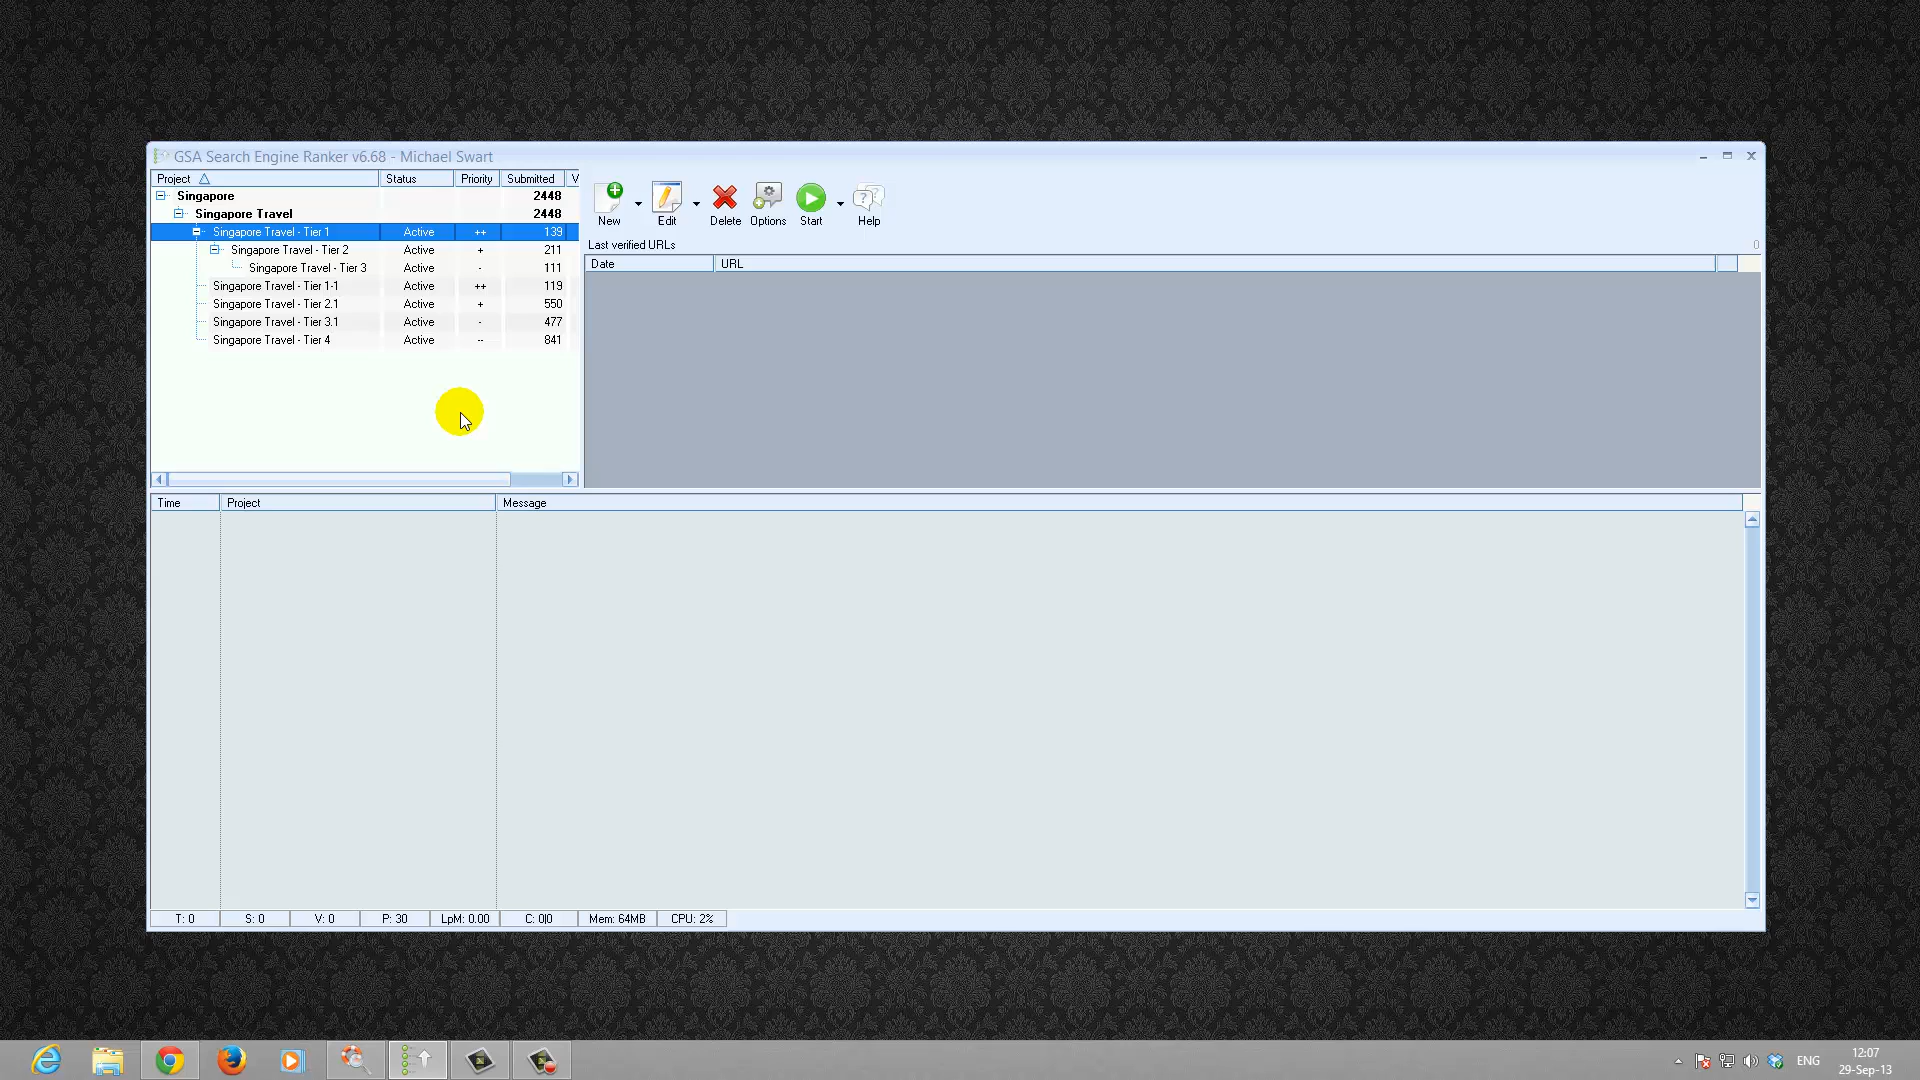 GSA Search Engine Ranker v6.68 - Michael Swart
Project Status Priority Submitted V
Singapore 2448
Singapore Travel 2448
Singapore Travel - Tier 1 Active ++ 139
Singapore Travel - Tier 2 Active + 211
Singapore Travel - Tier 3 Active - 111
Singapore Travel - Tier 1-1 Active ++ 119
Singapore Travel - Tier 2.1 Active + 550
Singapore Travel - Tier 3.1 Active - 477
Singapore Travel - Tier 4 Active -- 841
New Edit Delete Options Start Help
Last verified URLs 0
Date URL
Time Project Message
T: 0 S: 0 V: 0 P: 30 LpM: 0.00 C: 0|0 Mem: 64MB CPU: 2%
ENG 12:07
29-Sep-13